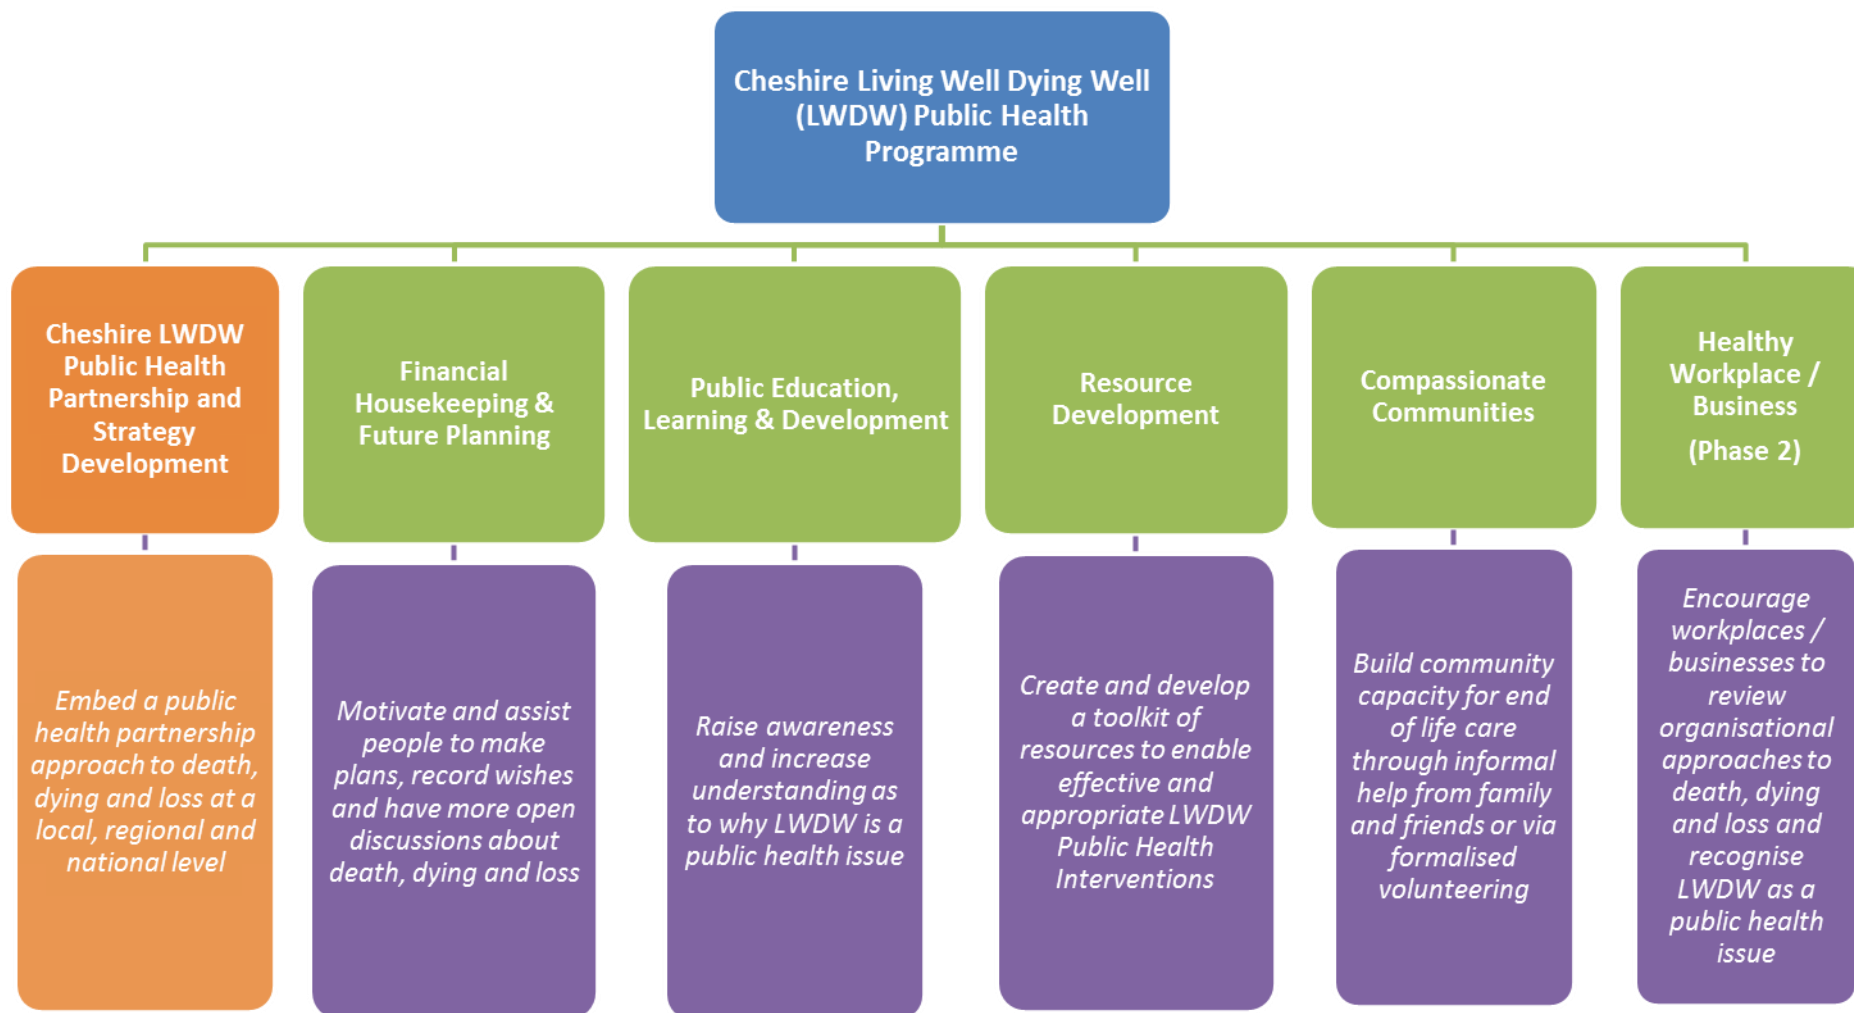 Cheshire Living Well Dying Well
(LWDW) Public Health
Programme
Cheshire LWDW
Public Health
Partnership and
Strategy
Development
Financial
Housekeeping &
Future Planning
Public Education,
Learning & Development
Resource
Development
Compassionate
Communities
Healthy
Workplace /
Business
(Phase 2)
Embed a public
health partnership
approach to death,
dying and loss at a
local, regional and
national level
Motivate and assist
people to make
plans, record wishes
and have more open
discussions about
death, dying and loss
Raise awareness
and increase
understanding as
to why LWDW is a
public health issue
Create and develop
a toolkit of
resources to enable
effective and
appropriate LWDW
Public Health
Interventions
Build community
capacity for end
of life care
through informal
help from family
and friends or via
formalised
volunteering
Encourage
workplaces /
businesses to
review
organisational
approaches to
death, dying
and loss and
recognise
LWDW as a
public health
issue